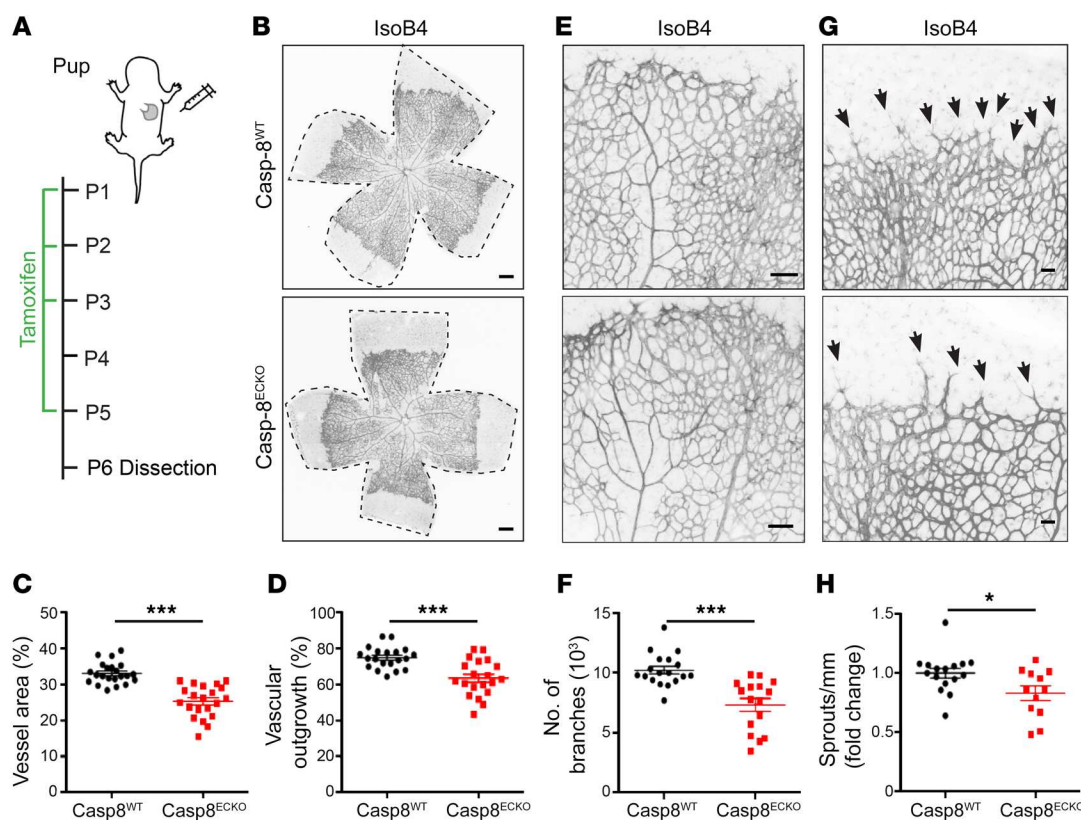 A
Pup
P1
P2
P3
P4
P5
P6 Dissection
Tamoxifen
B
IsoB4
Casp-8ᵂᵀ
Casp-8ᴱᶜᴷᴼ
E
IsoB4
G
IsoB4
C
***
Vessel area (%)
50
40
30
20
10
0
Casp8ᵂᵀ
Casp8ᴱᶜᴷᴼ
D
***
Vascular
outgrowth (%)
100
80
60
40
20
0
Casp8ᵂᵀ
Casp8ᴱᶜᴷᴼ
F
***
No. of
branches (10³)
15
10
5
0
Casp8ᵂᵀ
Casp8ᴱᶜᴷᴼ
H
*
Sprouts/mm
(fold change)
1.5
1.0
0.5
0
Casp8ᵂᵀ
Casp8ᴱᶜᴷᴼ